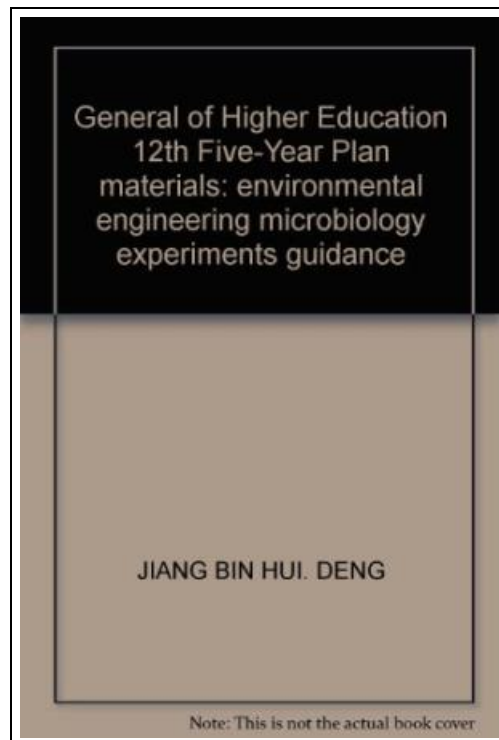 General of Higher Education
12th Five-Year Plan
materials: environmental
engineering microbiology
experiments guidance
JIANG BIN HUI. DENG
Note: This is not the actual book cover